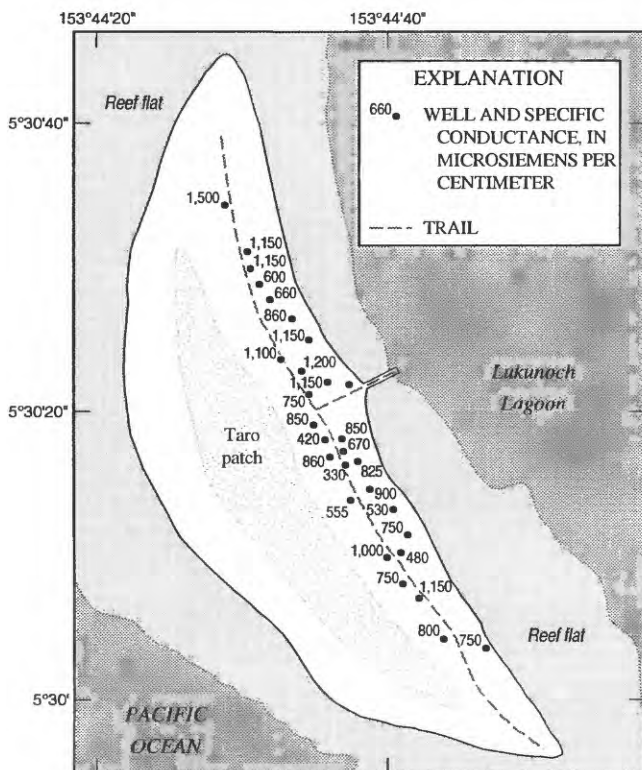 153°44'20"
153°44'40"
Reef flat
EXPLANATION
660
WELL AND SPECIFIC
CONDUCTANCE, IN
MICROSIEMENS PER
CENTIMETER
TRAIL
5°30'40"
1,500
1,150
1,150
600
660
860
1,150
1,100
1,200
1,150
750
Lukunoch
Lagoon
5°30'20"
850
850
420
670
Taro
patch
860
330
825
900
555
530
750
1,000
480
750
1,150
800
750
Reef flat
5°30'
PACIFIC
OCEAN